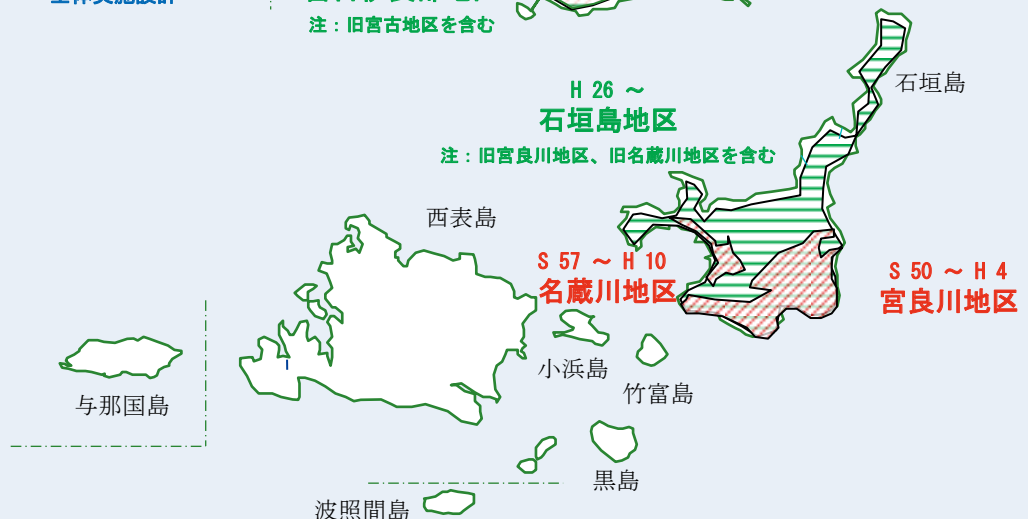 注：旧宮古地区を含む
石垣島
H 26 ～
石垣島地区
注：旧宮良川地区、旧名蔵川地区を含む
西表島
S 57 ～ H 10
名蔵川地区
S 50 ～ H 4
宮良川地区
小浜島
竹富島
与那国島
黒島
波照間島